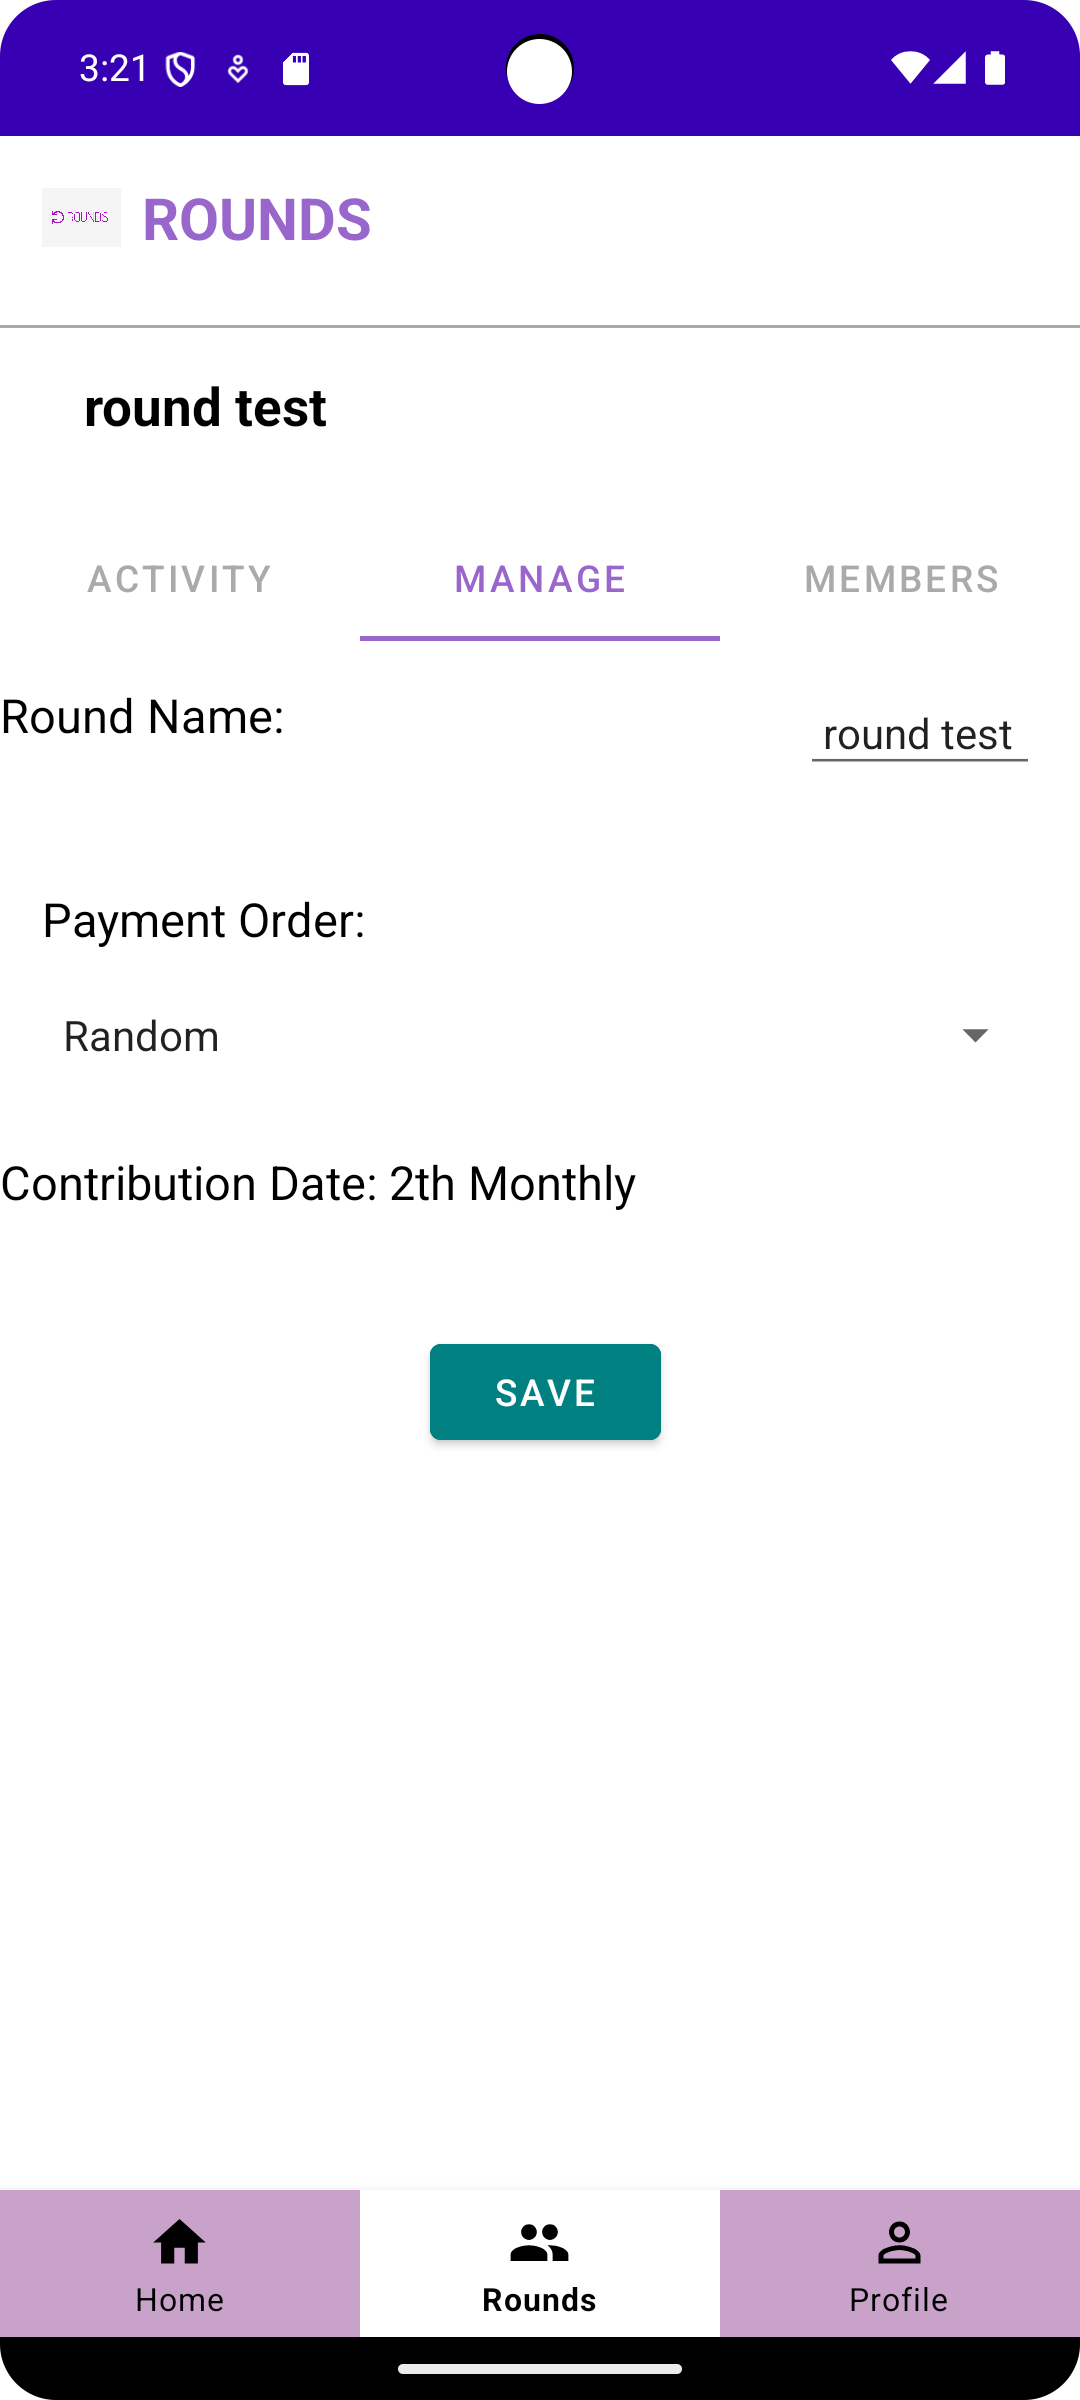 3:21
ROUNDS
ROUNDS
round test
ACTIVITY
MANAGE
MEMBERS
Round Name:
round test
Payment Order:
Random
Contribution Date: 2th Monthly
SAVE
Home
Rounds
Profile